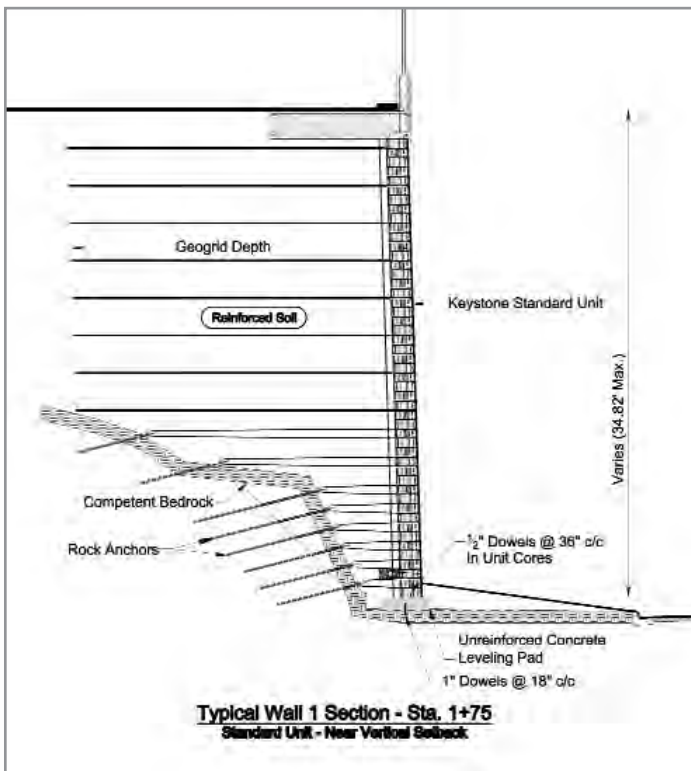 Geogrid Depth
Keystone Standard Unit
Reinforced Soil
Varies (34.82' Max.)
Competent Bedrock
Rock Anchors
½" Dowels @ 36" c/c
In Unit Cores
Unreinforced Concrete
Leveling Pad
1" Dowels @ 18" c/c
Typical Wall 1 Section - Sta. 1+75
Standard Unit - Near Vertical Setback